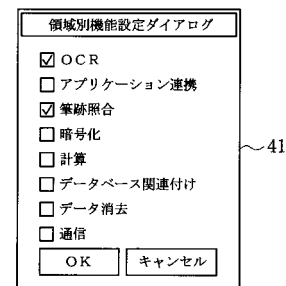 領域別機能設定ダイアログ
OCR
アプリケーション連携
筆跡照合
暗号化
計算
データベース関連付け
データ消去
通信
OK キャンセル
41